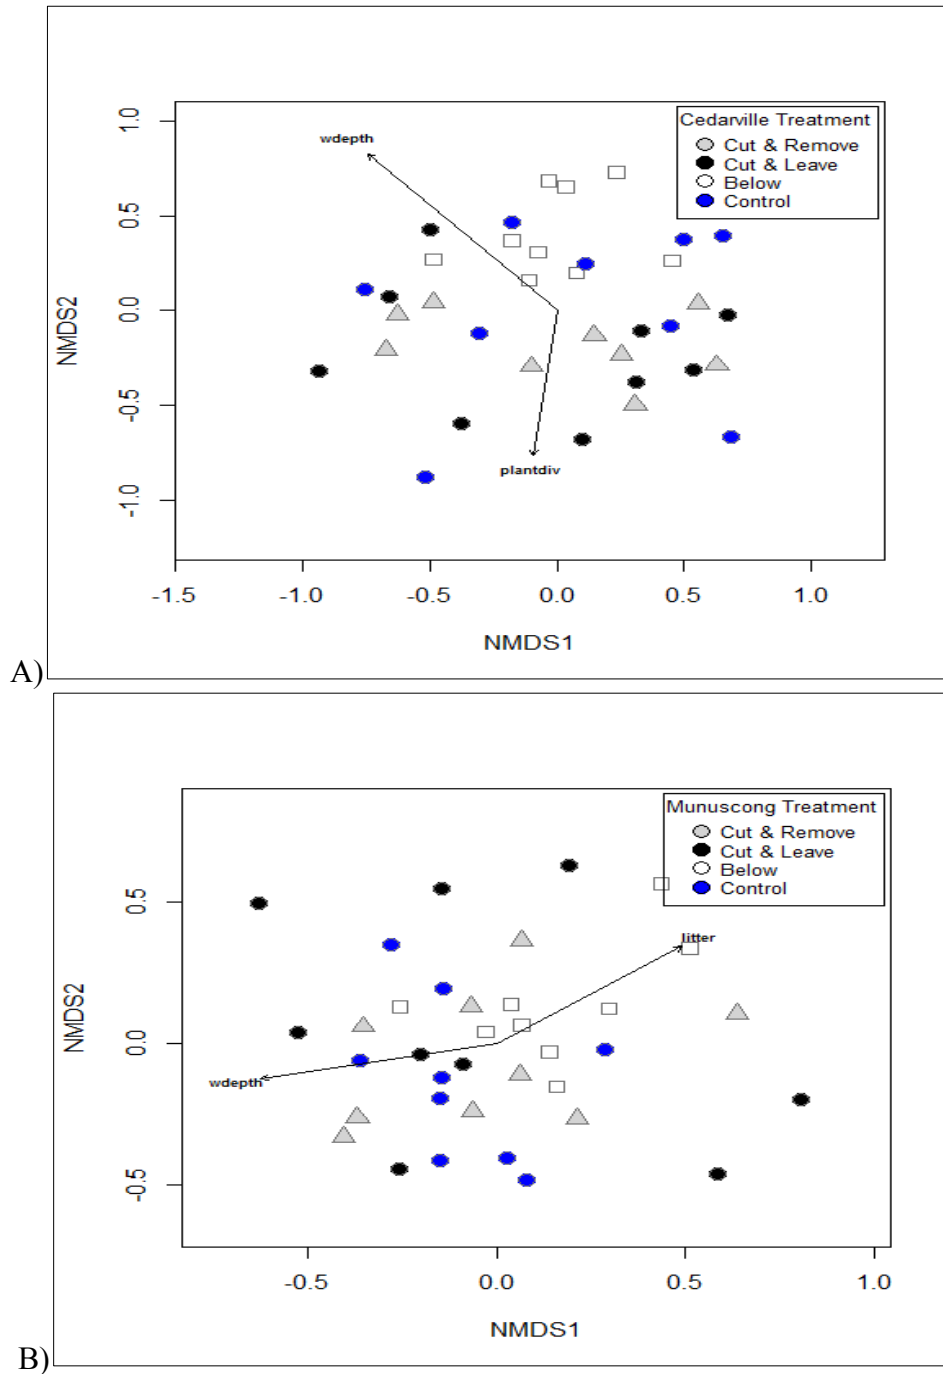 1.0
0.5
0.0
-0.5
-1.0
NMDS2
wdepth
plantdiv
Cedarville Treatment
Cut & Remove
Cut & Leave
Below
Control
-1.5
-1.0
-0.5
0.0
0.5
1.0
NMDS1
A)
0.5
0.0
-0.5
NMDS2
Munuscong Treatment
Cut & Remove
Cut & Leave
Below
Control
litter
wdepth
-0.5
0.0
0.5
1.0
NMDS1
B)